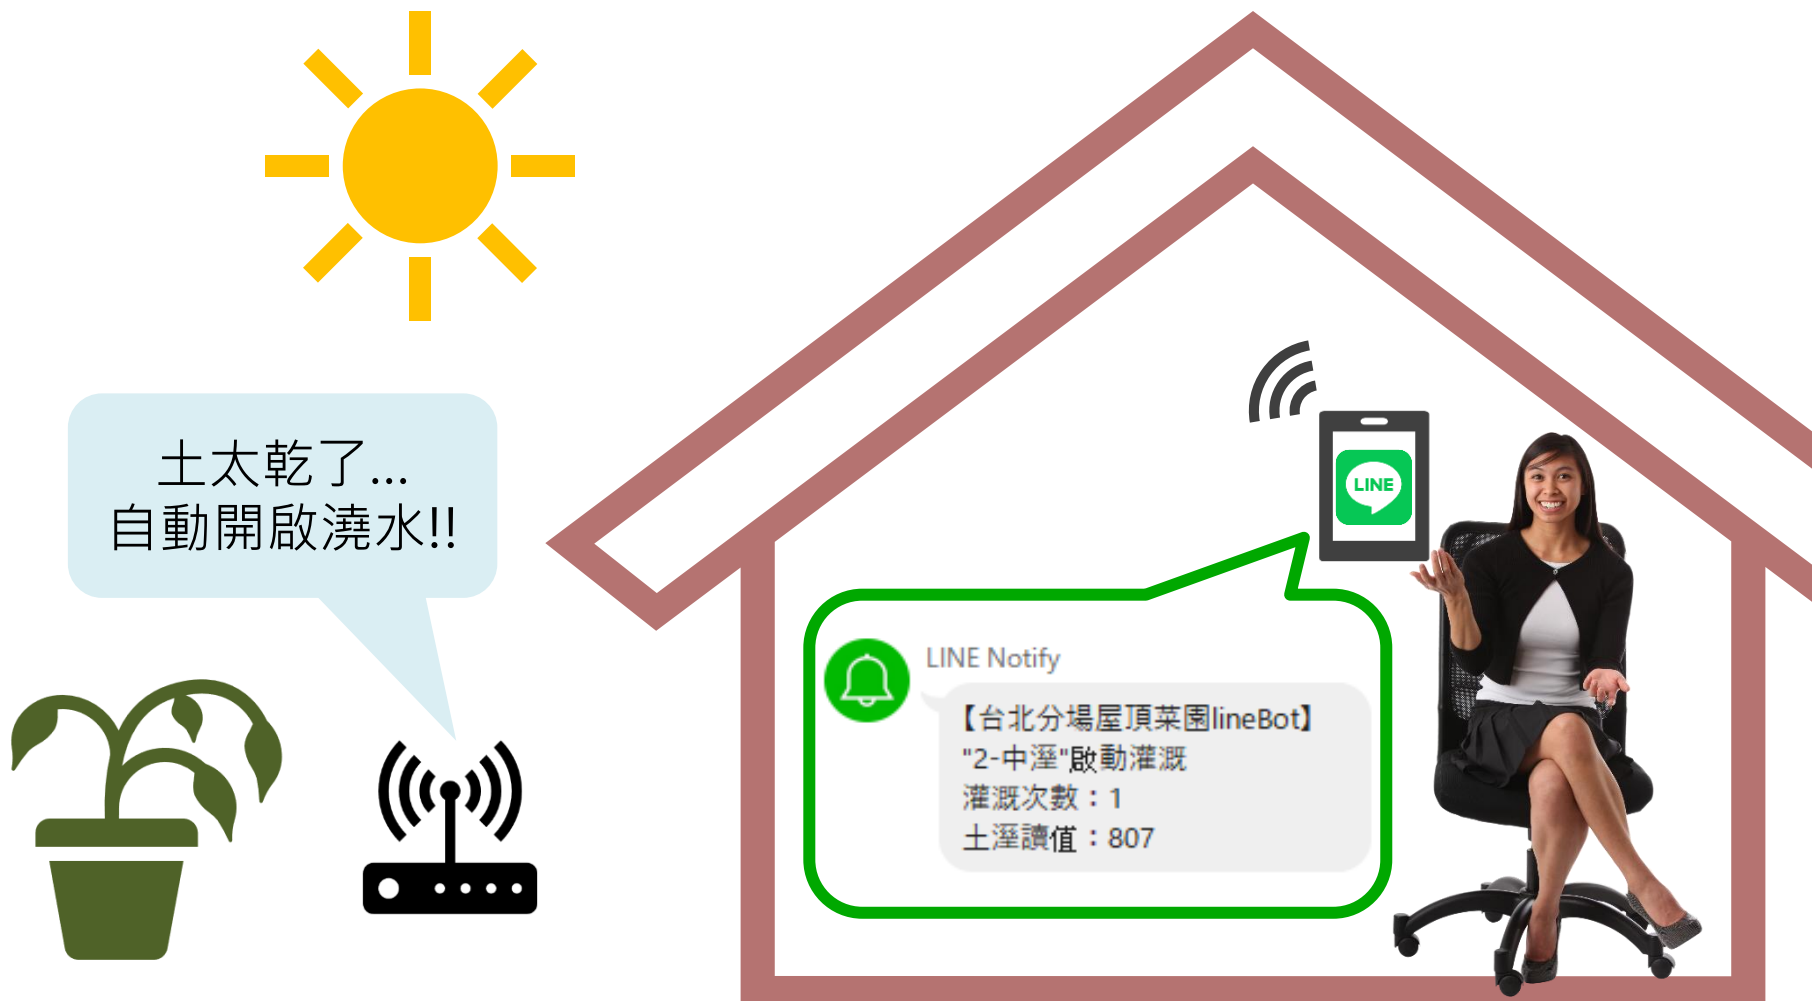 土太乾了...
自動開啟澆水!!
LINE
LINE Notify
【台北分場屋頂菜園lineBot】
"2-中溼"啟動灌溉
灌溉次數：1
土溼讀值：807